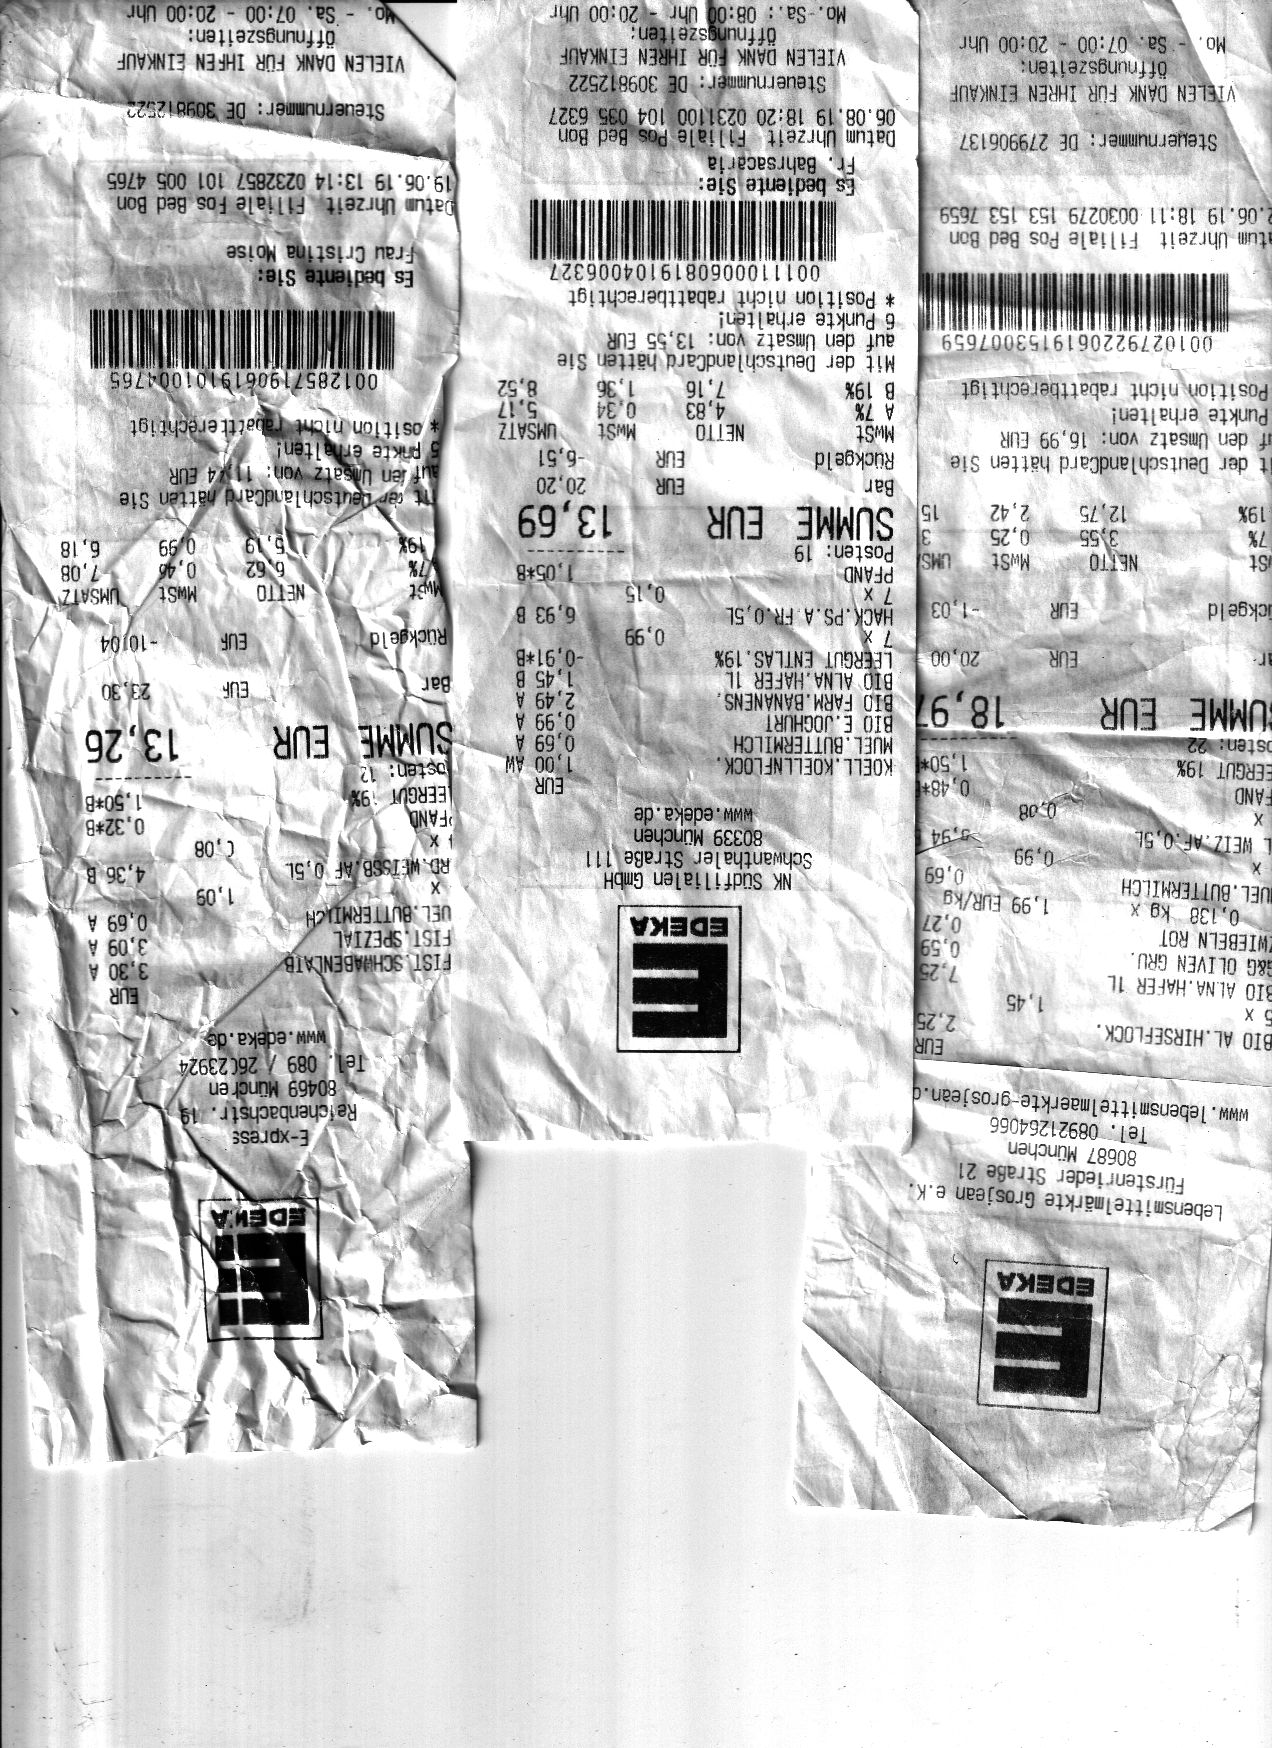 EDEKA
Lebensmittelmärkte Grosjean e.K.
Fürstenrieder Straße 21
80687 München
Tel. 08921264066
www.lebensmittelmaerkte-grosjean.d
EUR
BIO AL.HIRSEFLOCK. 2,25
5 x 1,45
BIO ALNA.HAFER 1L 7,25
G&G OLIVEN GRÜ. 0,59
ZWIEBELN ROT 0,27
0,138 kg x 1,99 EUR/kg
UEL.BUTTERMILCH 0,69
x 0,99
L WEIZ.AF.0,5L 5,94
x 0,08
FAND 0,48*
EERGUT 19% 1,50*
osten: 22
SUMME EUR 18,97
ar EUR 20,00
ckgeld EUR -1,03
St NETTO MWSt UMS
7% 3,55 0,25 3
19% 12,75 2,42 15
it der DeutschlandCard hätten Sie
uf den Umsatz von: 16,99 EUR
Punkte erhalten!
Position nicht rabattberechtigt
00102792206191530007659
atum Uhrzeit Filiale Pos Bed Bon
2.06.19 18:11 0030279 153 153 7659
Steuernummer: DE 279906137
VIELEN DANK FÜR IHREN EINKAUF
Öffnungszeiten:
Mo. - Sa. 07:00 - 20:00 Uhr
EDEKA
NK Südfilialen GmbH
Schwanthaler Straße 111
80339 München
www.edeka.de
EUR
KOELL.KOELLNFLOCK. 1,00 AW
MUEL.BUTTERMILCH 0,69 A
BIO E.JOGHURT 0,99 A
BIO FARM.BANANENS. 2,49 A
BIO ALNA.HAFER 1L 1,45 B
LEERGUT ENTLAS.19% -0,91*B
7 x 0,99
HACK.PS.A FR.0,5L 6,93 B
7 x 0,15
PFAND 1,05*B
Posten: 19
SUMME EUR 13,69
Bar EUR 20,20
Rückgeld EUR -6,51
MWSt NETTO MWSt UMSATZ
A 7% 4,83 0,34 5,17
B 19% 7,16 1,36 8,52
Mit der DeutschlandCard hätten Sie
auf den Umsatz von: 13,55 EUR
6 Punkte erhalten!
* Position nicht rabattberechtigt
00111000608191040006327
Es bediente Sie:
Fr. Bahrsacaria
Datum Uhrzeit Filiale Pos Bed Bon
06.08.19 18:20 0231100 104 035 6327
Steuernummer: DE 309812522
VIELEN DANK FÜR IHREN EINKAUF
Öffnungszeiten:
Mo.-Sa.: 08:00 Uhr - 20:00 Uhr
EDEKA
E-xpress
Reichenbachstr. 19
80469 München
Tel. 089 / 26023924
www.edeka.de
EUR
FIST.SCHWABENLAIB 3,30 A
FIST.SPEZIAL 3,09 A
UEL.BUTTERMILCH 0,69 A
x 1,09
RD.WEISSB.AF 0,5L 4,36 B
x 0,08
PFAND 0,32*B
LEERGUT 19% 1,50*B
osten: 12
SUMME EUR 13,26
Bar EUR 23,30
Rückgeld EUR -10,04
MWSt NETTO MWSt UMSATZ
7% 6,62 0,46 7,08
19% 5,19 0,99 6,18
it der DeutschlandCard hätten Sie
auf den Umsatz von: 11,44 EUR
5 Punkte erhalten!
* osition nicht rabattberechtigt
00128571906191010004765
Es bediente Sie:
Frau Cristina Moise
Datum Uhrzeit Filiale Pos Bed Bon
19.06.19 13:14 0232857 101 005 4765
Steuernummer: DE 309812522
VIELEN DANK FÜR IHREN EINKAUF
Öffnungszeiten:
Mo. - Sa. 07:00 - 20:00 Uhr